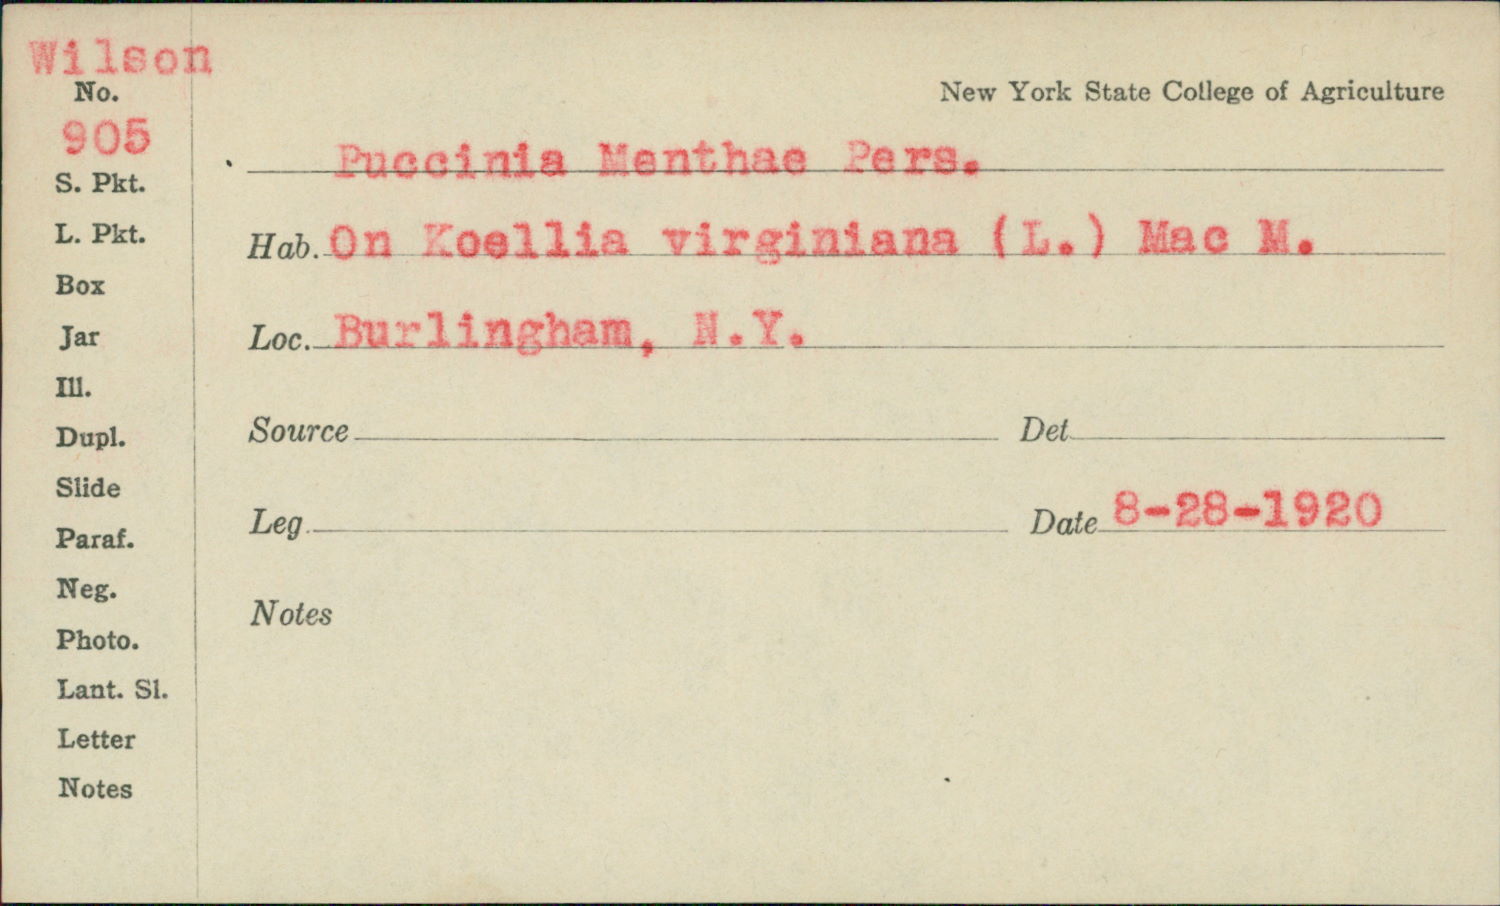 Wilson
No.
905
S. Pkt.
L. Pkt.
Box
Jar
Ill.
Dupl.
Slide
Paraf.
Neg.
Photo.
Lant. Sl.
Letter
Notes
New York State College of Agriculture
Puccinia Menthae Pers.
Hab. On Koellia virginiana (L.) Mac M.
Loc. Burlingham, N.Y.
Source Det
Leg. Date 8-28-1920
Notes